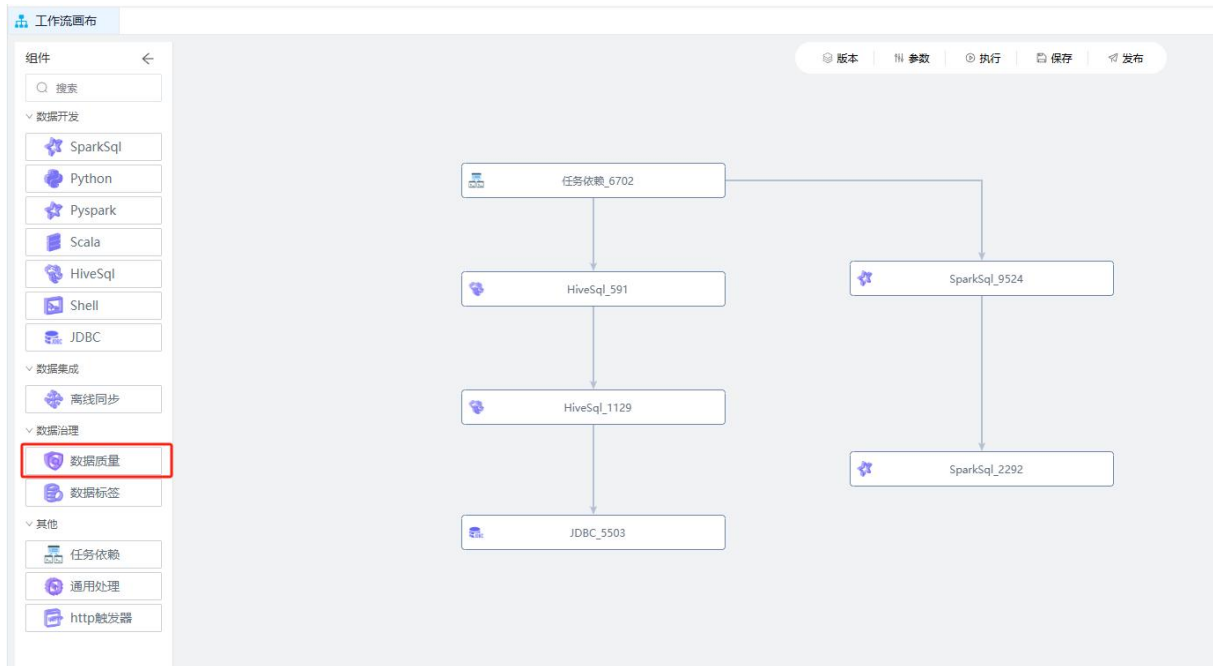 工作流画布
组件
版本
参数
执行
保存
发布
搜索
数据开发
SparkSql
Python
Pyspark
Scala
HiveSql
Shell
JDBC
数据集成
离线同步
数据治理
数据质量
数据标签
其他
任务依赖
通用处理
http触发器
任务依赖_6702
HiveSql_591
SparkSql_9524
HiveSql_1129
SparkSql_2292
JDBC_5503